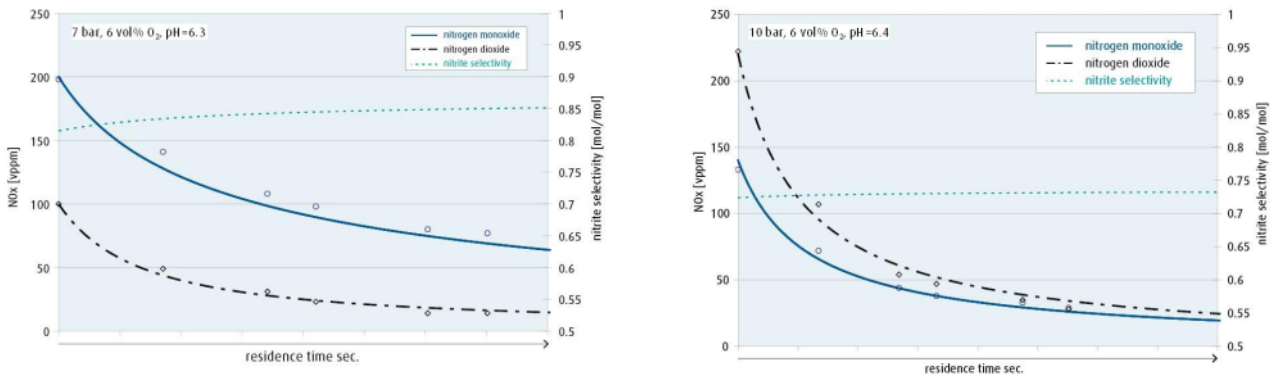 7 bar, 6 vol% O₂, pH=6.3
nitrogen monoxide
nitrogen dioxide
nitrite selectivity
NOx [vppm]
250
200
150
100
50
0
1
0.95
0.9
0.85
0.8
0.75
0.7
0.65
0.6
0.55
0.5
nitrite selectivity [mol/mol]
residence time sec.
10 bar, 6 vol% O₂, pH=6.4
nitrogen monoxide
nitrogen dioxide
nitrite selectivity
NOx [vppm]
250
200
150
100
50
0
1
0.95
0.9
0.85
0.8
0.75
0.7
0.65
0.6
0.55
0.5
nitrite selectivity [mol/mol]
residence time sec.